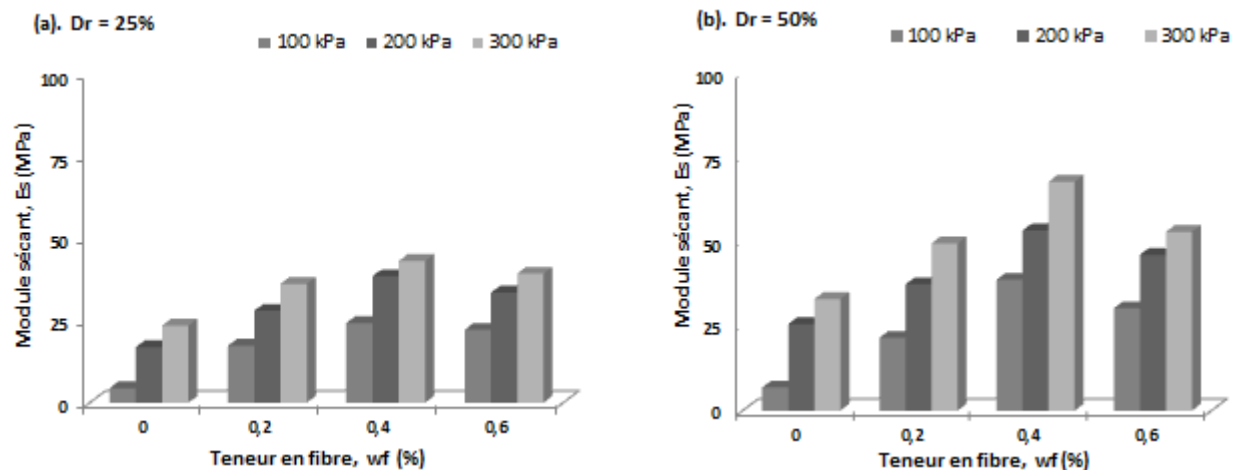 (a). Dr = 25%
100 kPa 200 kPa 300 kPa
Module sécant, Es (MPa)
100
75
50
25
0
0 0,2 0,4 0,6
Teneur en fibre, wf (%)
(b). Dr = 50%
100 kPa 200 kPa 300 kPa
Module sécant, Es (MPa)
100
75
50
25
0
0 0,2 0,4 0,6
Teneur en fibre, wf (%)